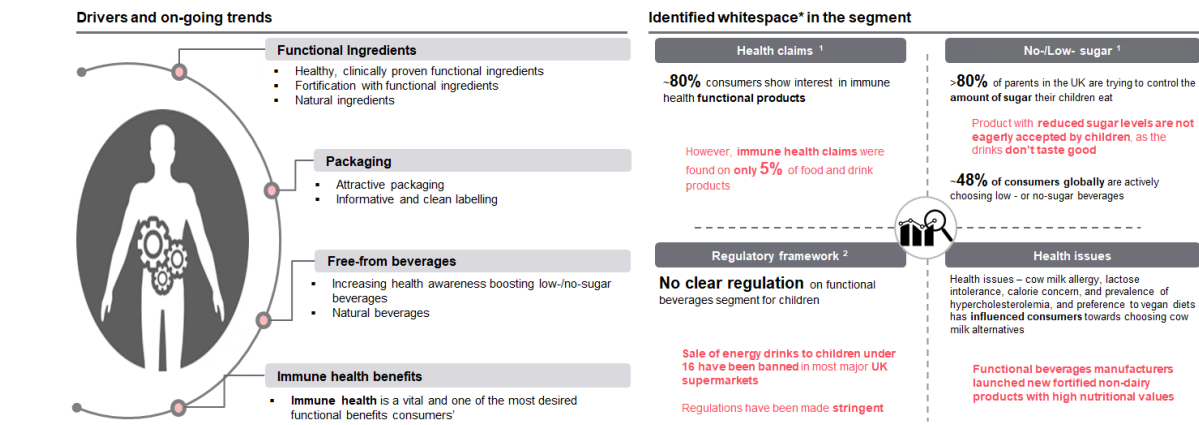 Drivers and on-going trends
Functional Ingredients
▪ Healthy, clinically proven functional ingredients
▪ Fortification with functional ingredients
▪ Natural ingredients
Packaging
▪ Attractive packaging
▪ Informative and clean labelling
Free-from beverages
▪ Increasing health awareness boosting low-/no-sugar
beverages
▪ Natural beverages
Immune health benefits
▪ Immune health is a vital and one of the most desired
functional benefits consumers'
Identified whitespace* in the segment
Health claims 1
~80% consumers show interest in immune
health functional products
However, immune health claims were
found on only 5% of food and drink
products
No-/Low- sugar 1
>80% of parents in the UK are trying to control the
amount of sugar their children eat
Product with reduced sugar levels are not
eagerly accepted by children, as the
drinks don't taste good
~48% of consumers globally are actively
choosing low - or no-sugar beverages
Regulatory framework 2
No clear regulation on functional
beverages segment for children
Sale of energy drinks to children under
16 have been banned in most major UK
supermarkets
Regulations have been made stringent
Health issues
Health issues – cow milk allergy, lactose
intolerance, calorie concern, and prevalence of
hypercholesterolemia, and preference to vegan diets
has influenced consumers towards choosing cow
milk alternatives
Functional beverages manufacturers
launched new fortified non-dairy
products with high nutritional values